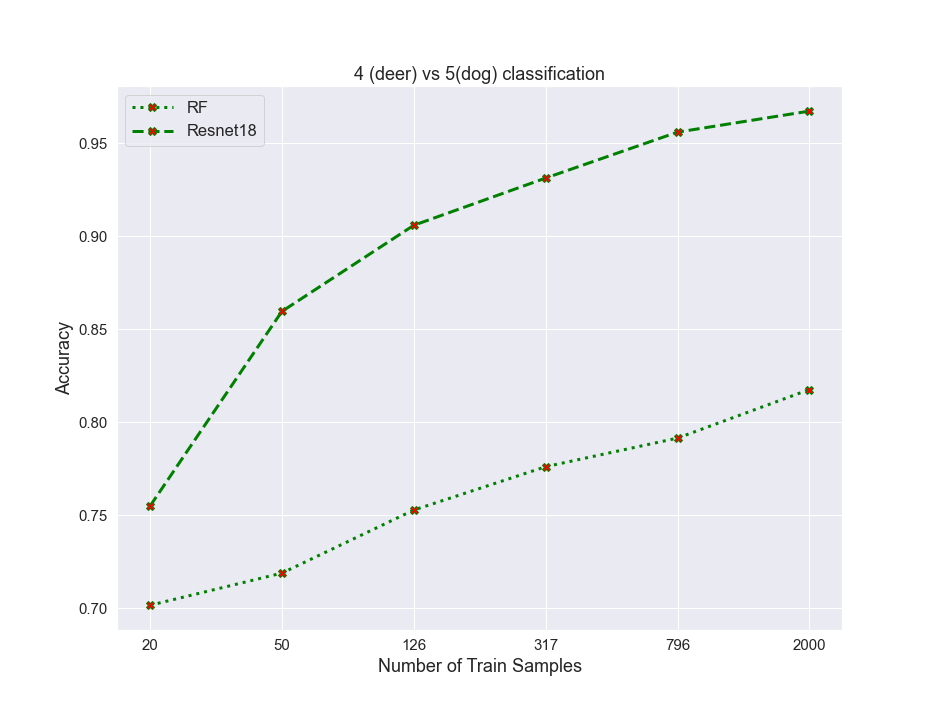 4 (deer) vs 5(dog) classification
RF
Resnet18
0.95
0.90
0.85
0.80
0.75
0.70
Accuracy
20 50 126 317 796 2000
Number of Train Samples